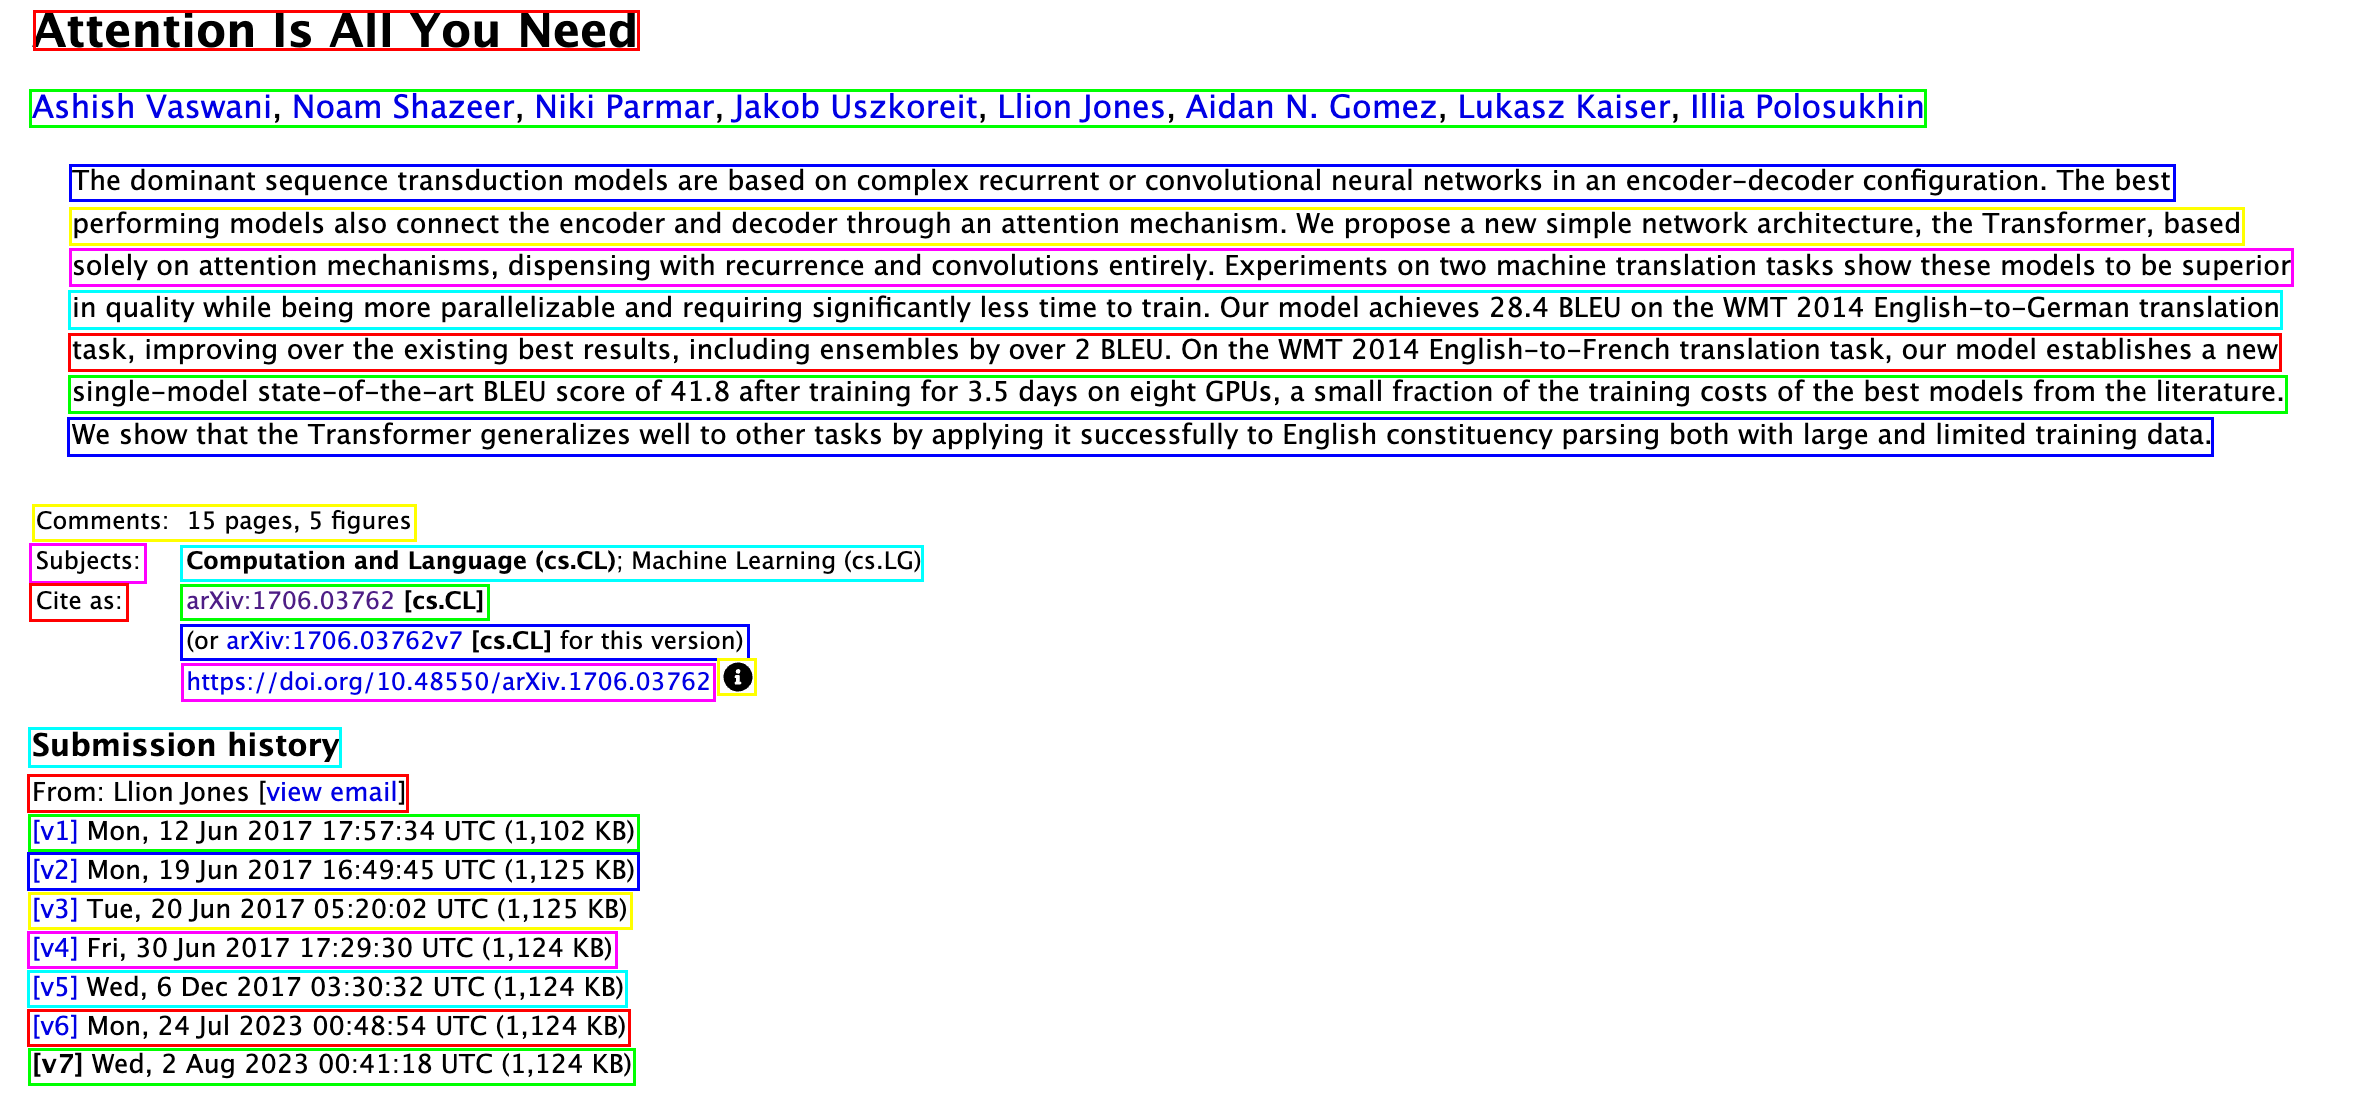 Attention Is All You Need
Ashish Vaswani, Noam Shazeer, Niki Parmar, Jakob Uszkoreit, Llion Jones, Aidan N. Gomez, Lukasz Kaiser, Illia Polosukhin
The dominant sequence transduction models are based on complex recurrent or convolutional neural networks in an encoder-decoder configuration. The best
performing models also connect the encoder and decoder through an attention mechanism. We propose a new simple network architecture, the Transformer, based
solely on attention mechanisms, dispensing with recurrence and convolutions entirely. Experiments on two machine translation tasks show these models to be superior
in quality while being more parallelizable and requiring significantly less time to train. Our model achieves 28.4 BLEU on the WMT 2014 English-to-German translation
task, improving over the existing best results, including ensembles by over 2 BLEU. On the WMT 2014 English-to-French translation task, our model establishes a new
single-model state-of-the-art BLEU score of 41.8 after training for 3.5 days on eight GPUs, a small fraction of the training costs of the best models from the literature.
We show that the Transformer generalizes well to other tasks by applying it successfully to English constituency parsing both with large and limited training data.
Comments: 15 pages, 5 figures
Subjects: Computation and Language (cs.CL); Machine Learning (cs.LG)
Cite as: arXiv:1706.03762 [cs.CL]
(or arXiv:1706.03762v7 [cs.CL] for this version)
https://doi.org/10.48550/arXiv.1706.03762
Submission history
From: Llion Jones [view email]
[v1] Mon, 12 Jun 2017 17:57:34 UTC (1,102 KB)
[v2] Mon, 19 Jun 2017 16:49:45 UTC (1,125 KB)
[v3] Tue, 20 Jun 2017 05:20:02 UTC (1,125 KB)
[v4] Fri, 30 Jun 2017 17:29:30 UTC (1,124 KB)
[v5] Wed, 6 Dec 2017 03:30:32 UTC (1,124 KB)
[v6] Mon, 24 Jul 2023 00:48:54 UTC (1,124 KB)
[v7] Wed, 2 Aug 2023 00:41:18 UTC (1,124 KB)